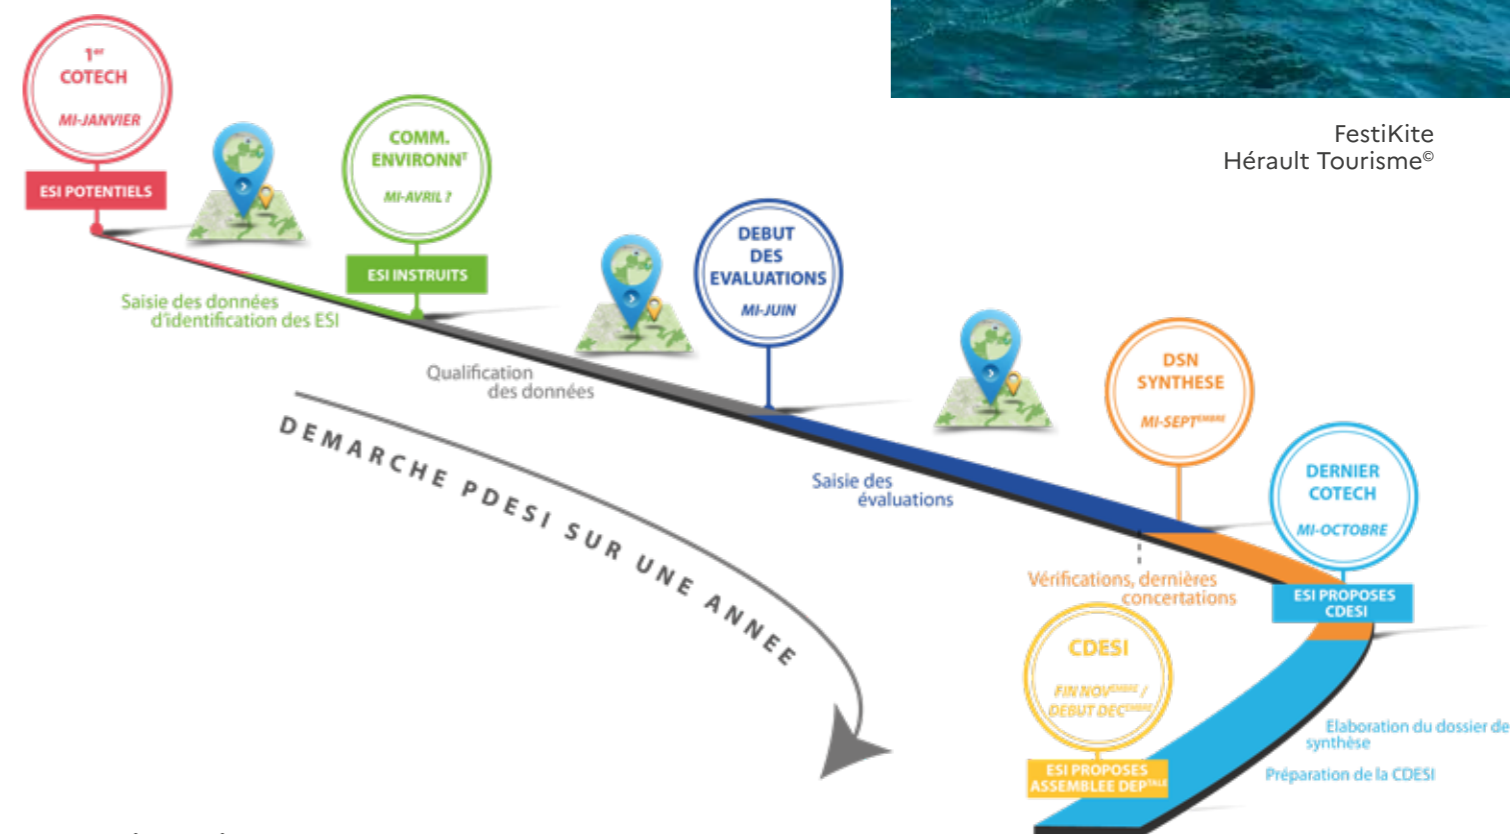 1er
COTECH
MI-JANVIER
ESI POTENTIELS
FestiKite
Hérault Tourisme©
COMM.
ENVIRONNT
MI-AVRIL ?
ESI INSTRUITS
Saisie des données
d'identification des ESI
DEBUT
DES
EVALUATIONS
MI-JUIN
Qualification
des données
DSN
SYNTHESE
MI-SEPTEMBRE
Saisie des
évaluations
DERNIER
COTECH
MI-OCTOBRE
ESI PROPOSES
CDESI
DEMARCHE PDESI SUR UNE ANNEE
Vérifications, dernières
concertations
CDESI
FIN NOVEMBRE /
DEBUT DECEMBRE
ESI PROPOSES
ASSEMBLEE DEPTALE
Elaboration du dossier de
synthèse
Préparation de la CDESI